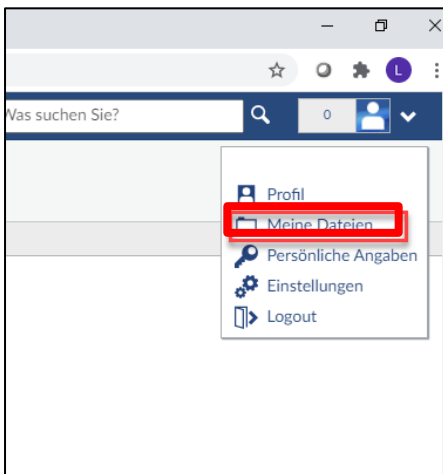 L
Was suchen Sie?
0
Profil
Meine Dateien
Persönliche Angaben
Einstellungen
Logout